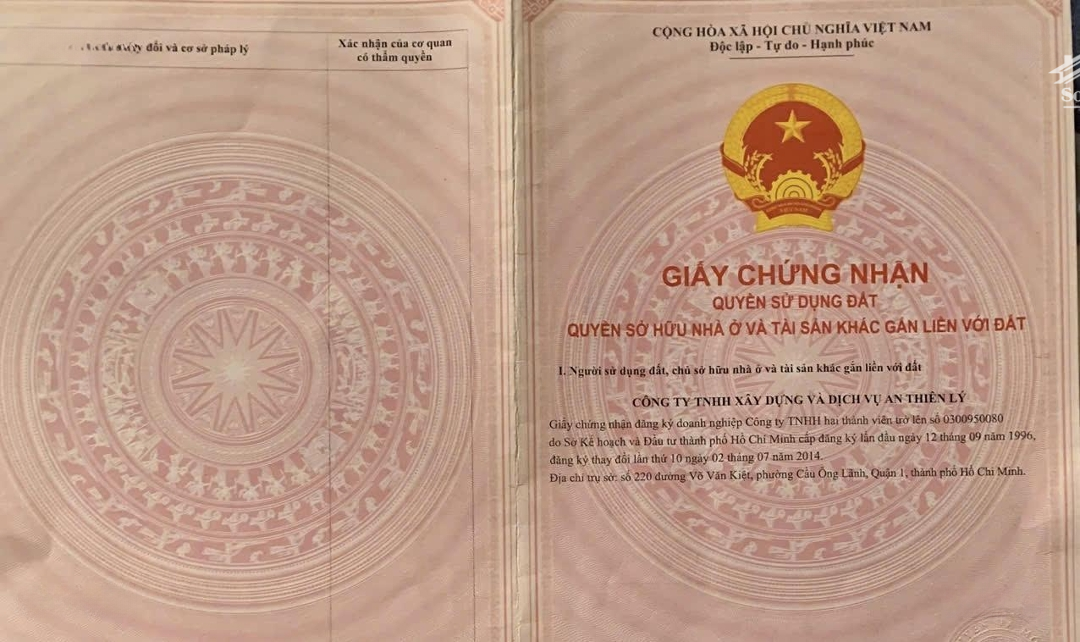 đổi và cơ sở pháp lý
Xác nhận của cơ quan
có thẩm quyền
CỘNG HÒA XÃ HỘI CHỦ NGHĨA VIỆT NAM
Độc lập - Tự do - Hạnh phúc
GIẤY CHỨNG NHẬN
QUYỀN SỬ DỤNG ĐẤT
QUYỀN SỞ HỮU NHÀ Ở VÀ TÀI SẢN KHÁC GẮN LIỀN VỚI ĐẤT
I. Người sử dụng đất, chủ sở hữu nhà ở và tài sản khác gắn liền với đất
CÔNG TY TNHH XÂY DỰNG VÀ DỊCH VỤ AN THIÊN LÝ
Giấy chứng nhận đăng ký doanh nghiệp Công ty TNHH hai thành viên trở lên số 0300950080
do Sở Kế hoạch và Đầu tư thành phố Hồ Chí Minh cấp đăng ký lần đầu ngày 12 tháng 09 năm 1996,
đăng ký thay đổi lần thứ 10 ngày 02 tháng 07 năm 2014.
Địa chỉ trụ sở: số 220 đường Võ Văn Kiệt, phường Cầu Ông Lãnh, Quận 1, thành phố Hồ Chí Minh.